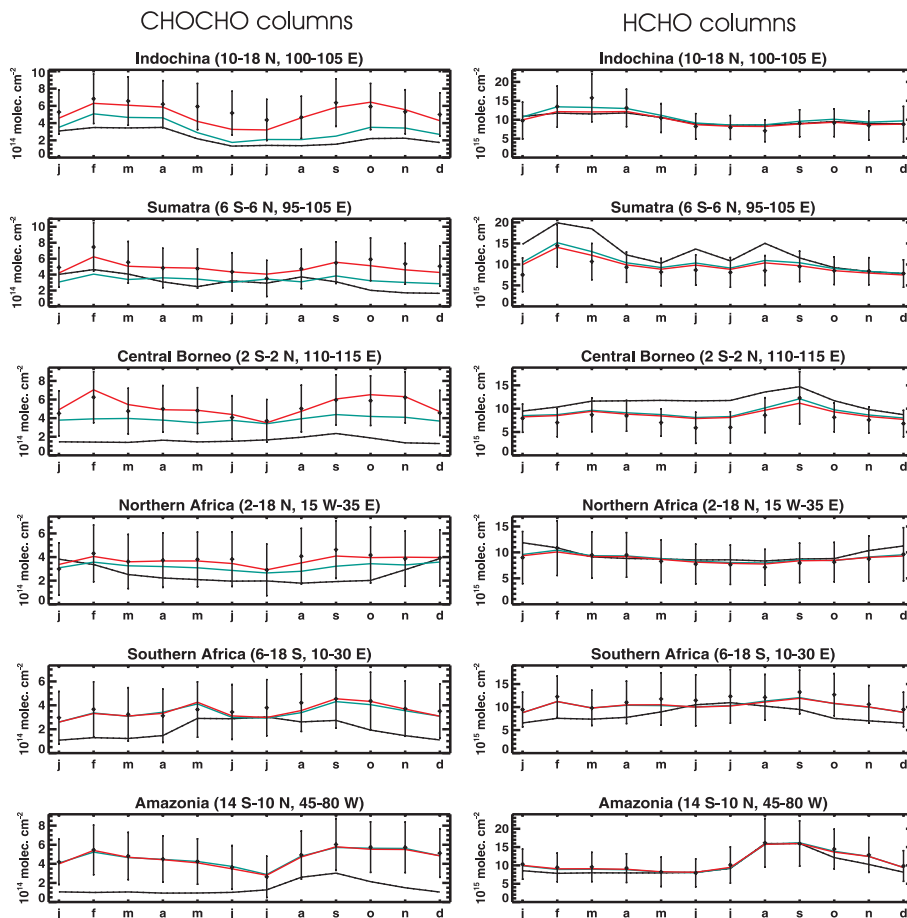 CHOCHO columns
HCHO columns
Indochina (10-18 N, 100-105 E)
10
8
6
4
2
0
10¹⁴ molec. cm⁻²
j f m a m j j a s o n d
Indochina (10-18 N, 100-105 E)
20
15
10
5
0
10¹⁵ molec. cm⁻²
j f m a m j j a s o n d
Sumatra (6 S-6 N, 95-105 E)
10
8
6
4
2
0
10¹⁴ molec. cm⁻²
j f m a m j j a s o n d
Sumatra (6 S-6 N, 95-105 E)
20
15
10
5
0
10¹⁵ molec. cm⁻²
j f m a m j j a s o n d
Central Borneo (2 S-2 N, 110-115 E)
8
6
4
2
0
10¹⁴ molec. cm⁻²
j f m a m j j a s o n d
Central Borneo (2 S-2 N, 110-115 E)
15
10
5
0
10¹⁵ molec. cm⁻²
j f m a m j j a s o n d
Northern Africa (2-18 N, 15 W-35 E)
6
4
2
0
10¹⁴ molec. cm⁻²
j f m a m j j a s o n d
Northern Africa (2-18 N, 15 W-35 E)
15
10
5
0
10¹⁵ molec. cm⁻²
j f m a m j j a s o n d
Southern Africa (6-18 S, 10-30 E)
6
4
2
0
10¹⁴ molec. cm⁻²
j f m a m j j a s o n d
Southern Africa (6-18 S, 10-30 E)
15
10
5
0
10¹⁵ molec. cm⁻²
j f m a m j j a s o n d
Amazonia (14 S-10 N, 45-80 W)
8
6
4
2
0
10¹⁴ molec. cm⁻²
j f m a m j j a s o n d
Amazonia (14 S-10 N, 45-80 W)
20
15
10
5
0
10¹⁵ molec. cm⁻²
j f m a m j j a s o n d